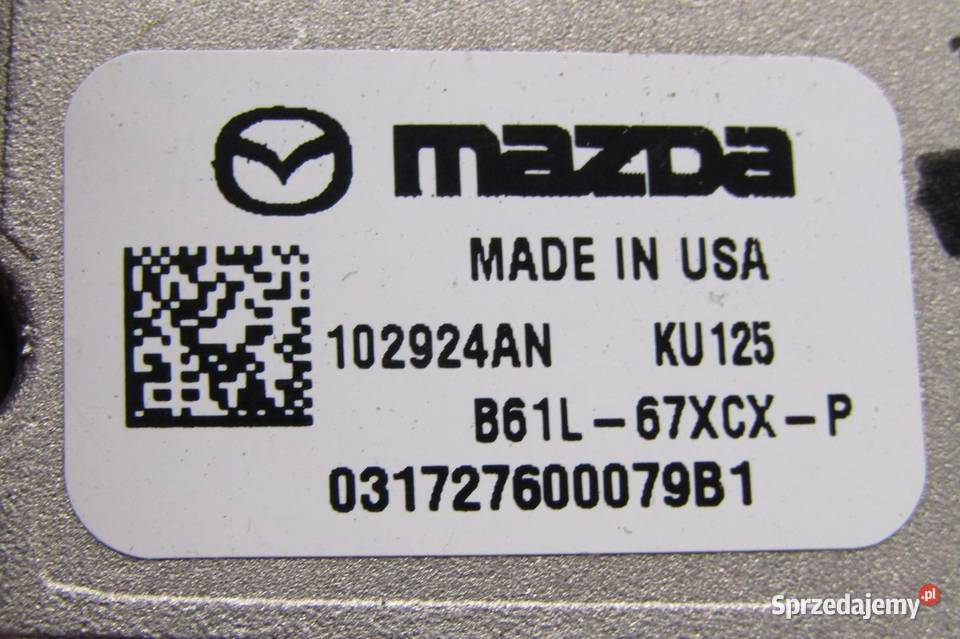 mazda
MADE IN USA
102924AN KU125
B61L-67XCX-P
031727600079B1
Sprzedajemy.pl